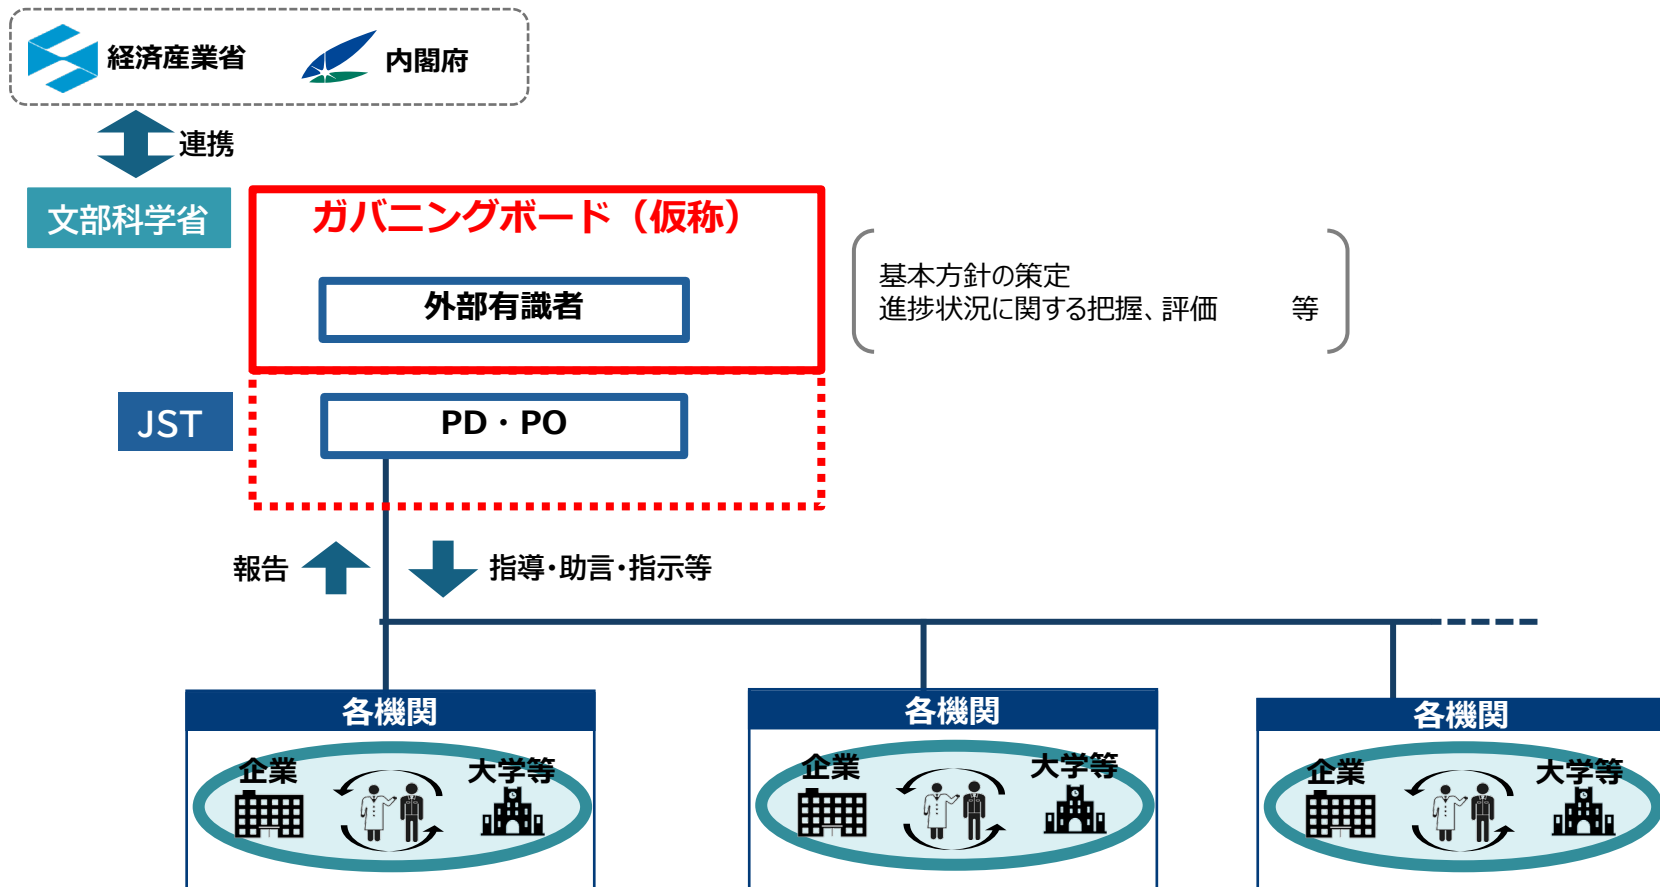 経済産業省
内閣府
連携
文部科学省
ガバニングボード（仮称）
外部有識者
基本方針の策定
進捗状況に関する把握、評価　　等
JST
PD・PO
報告
指導・助言・指示等
各機関
企業
大学等
各機関
企業
大学等
各機関
企業
大学等